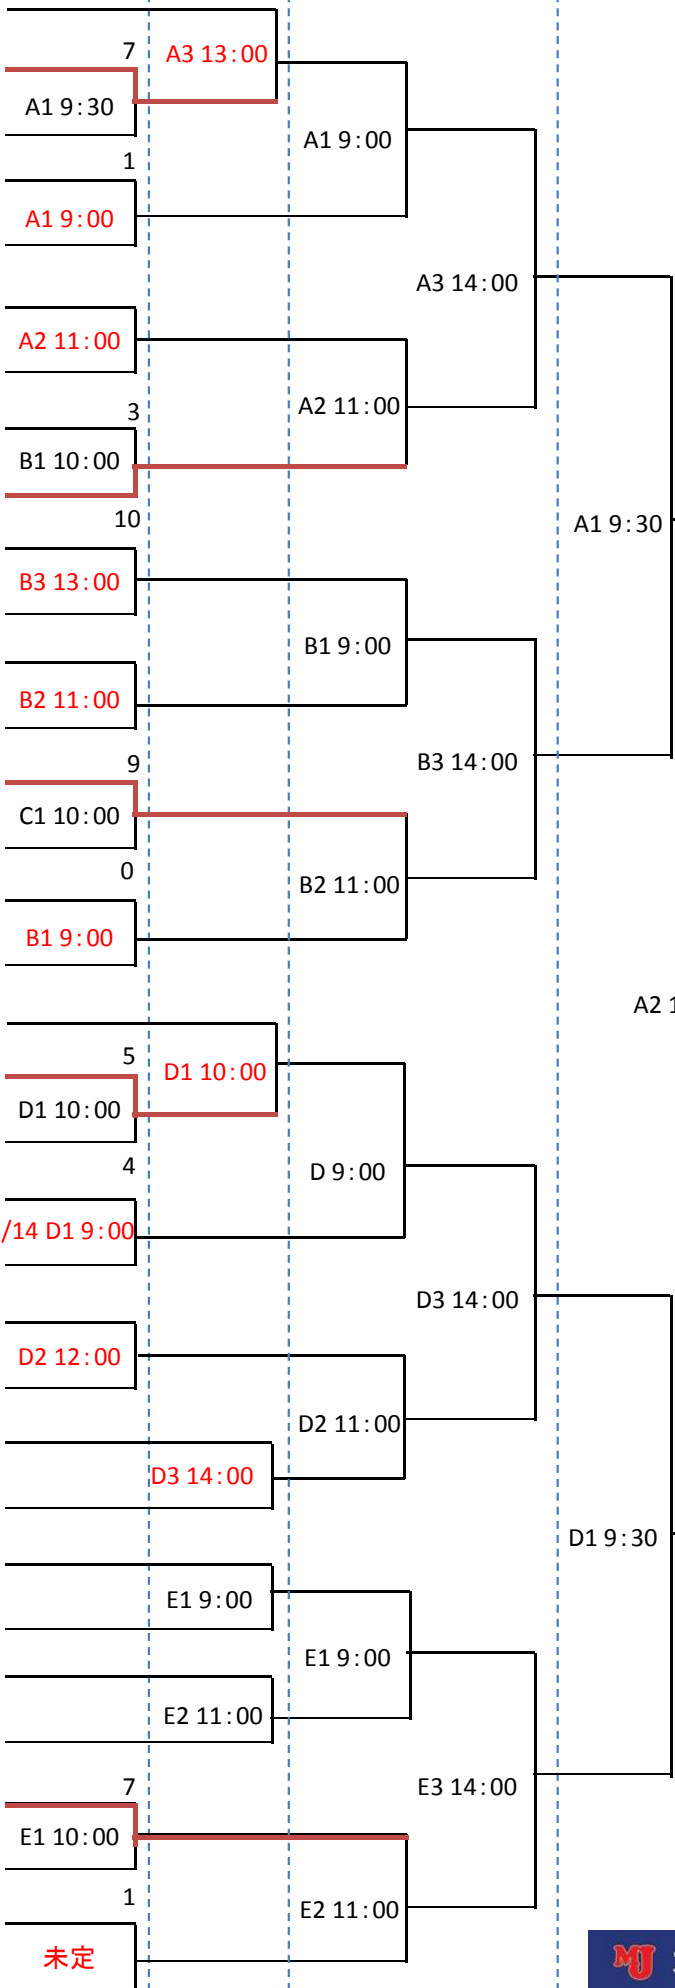 7
A3 13:00
A1 9:30
A1 9:00
1
A1 9:00
A3 14:00
A2 11:00
A2 11:00
3
B1 10:00
10
A1 9:30
B3 13:00
B1 9:00
B2 11:00
9
B3 14:00
C1 10:00
0
B2 11:00
B1 9:00
A2 1
5
D1 10:00
D1 10:00
4
D 9:00
/14 D1 9:00
D3 14:00
D2 12:00
D2 11:00
D3 14:00
D1 9:30
E1 9:00
E1 9:00
E2 11:00
7
E3 14:00
E1 10:00
1
E2 11:00
未定
MJ